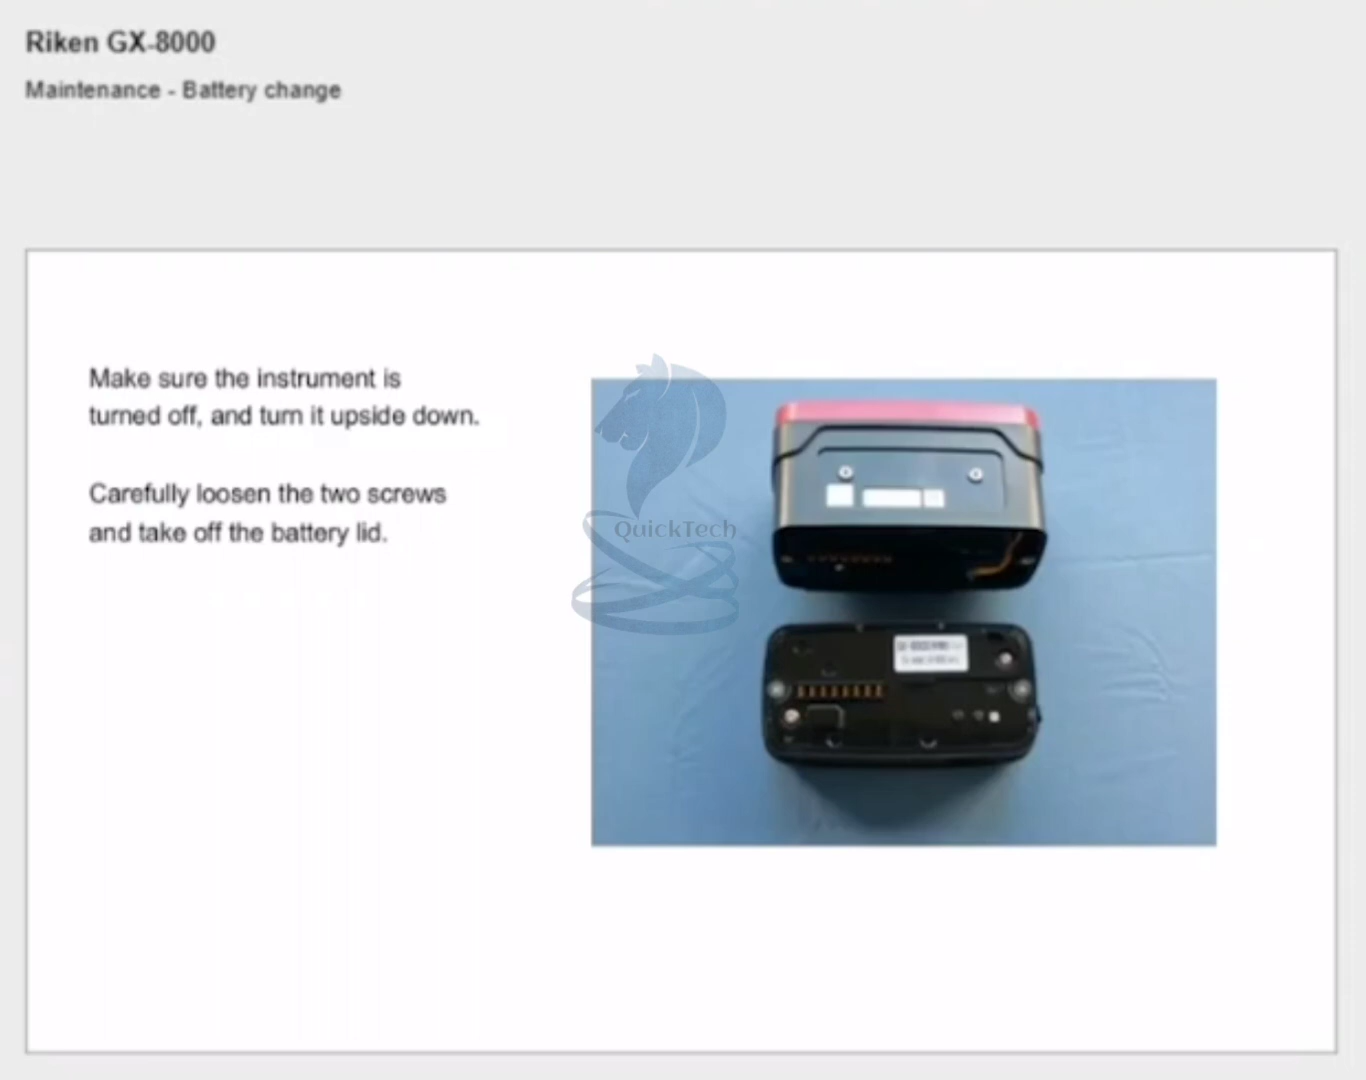 Riken GX-8000
Maintenance - Battery change
Make sure the instrument is
turned off, and turn it upside down.
Carefully loosen the two screws
and take off the battery lid.
QuickTech